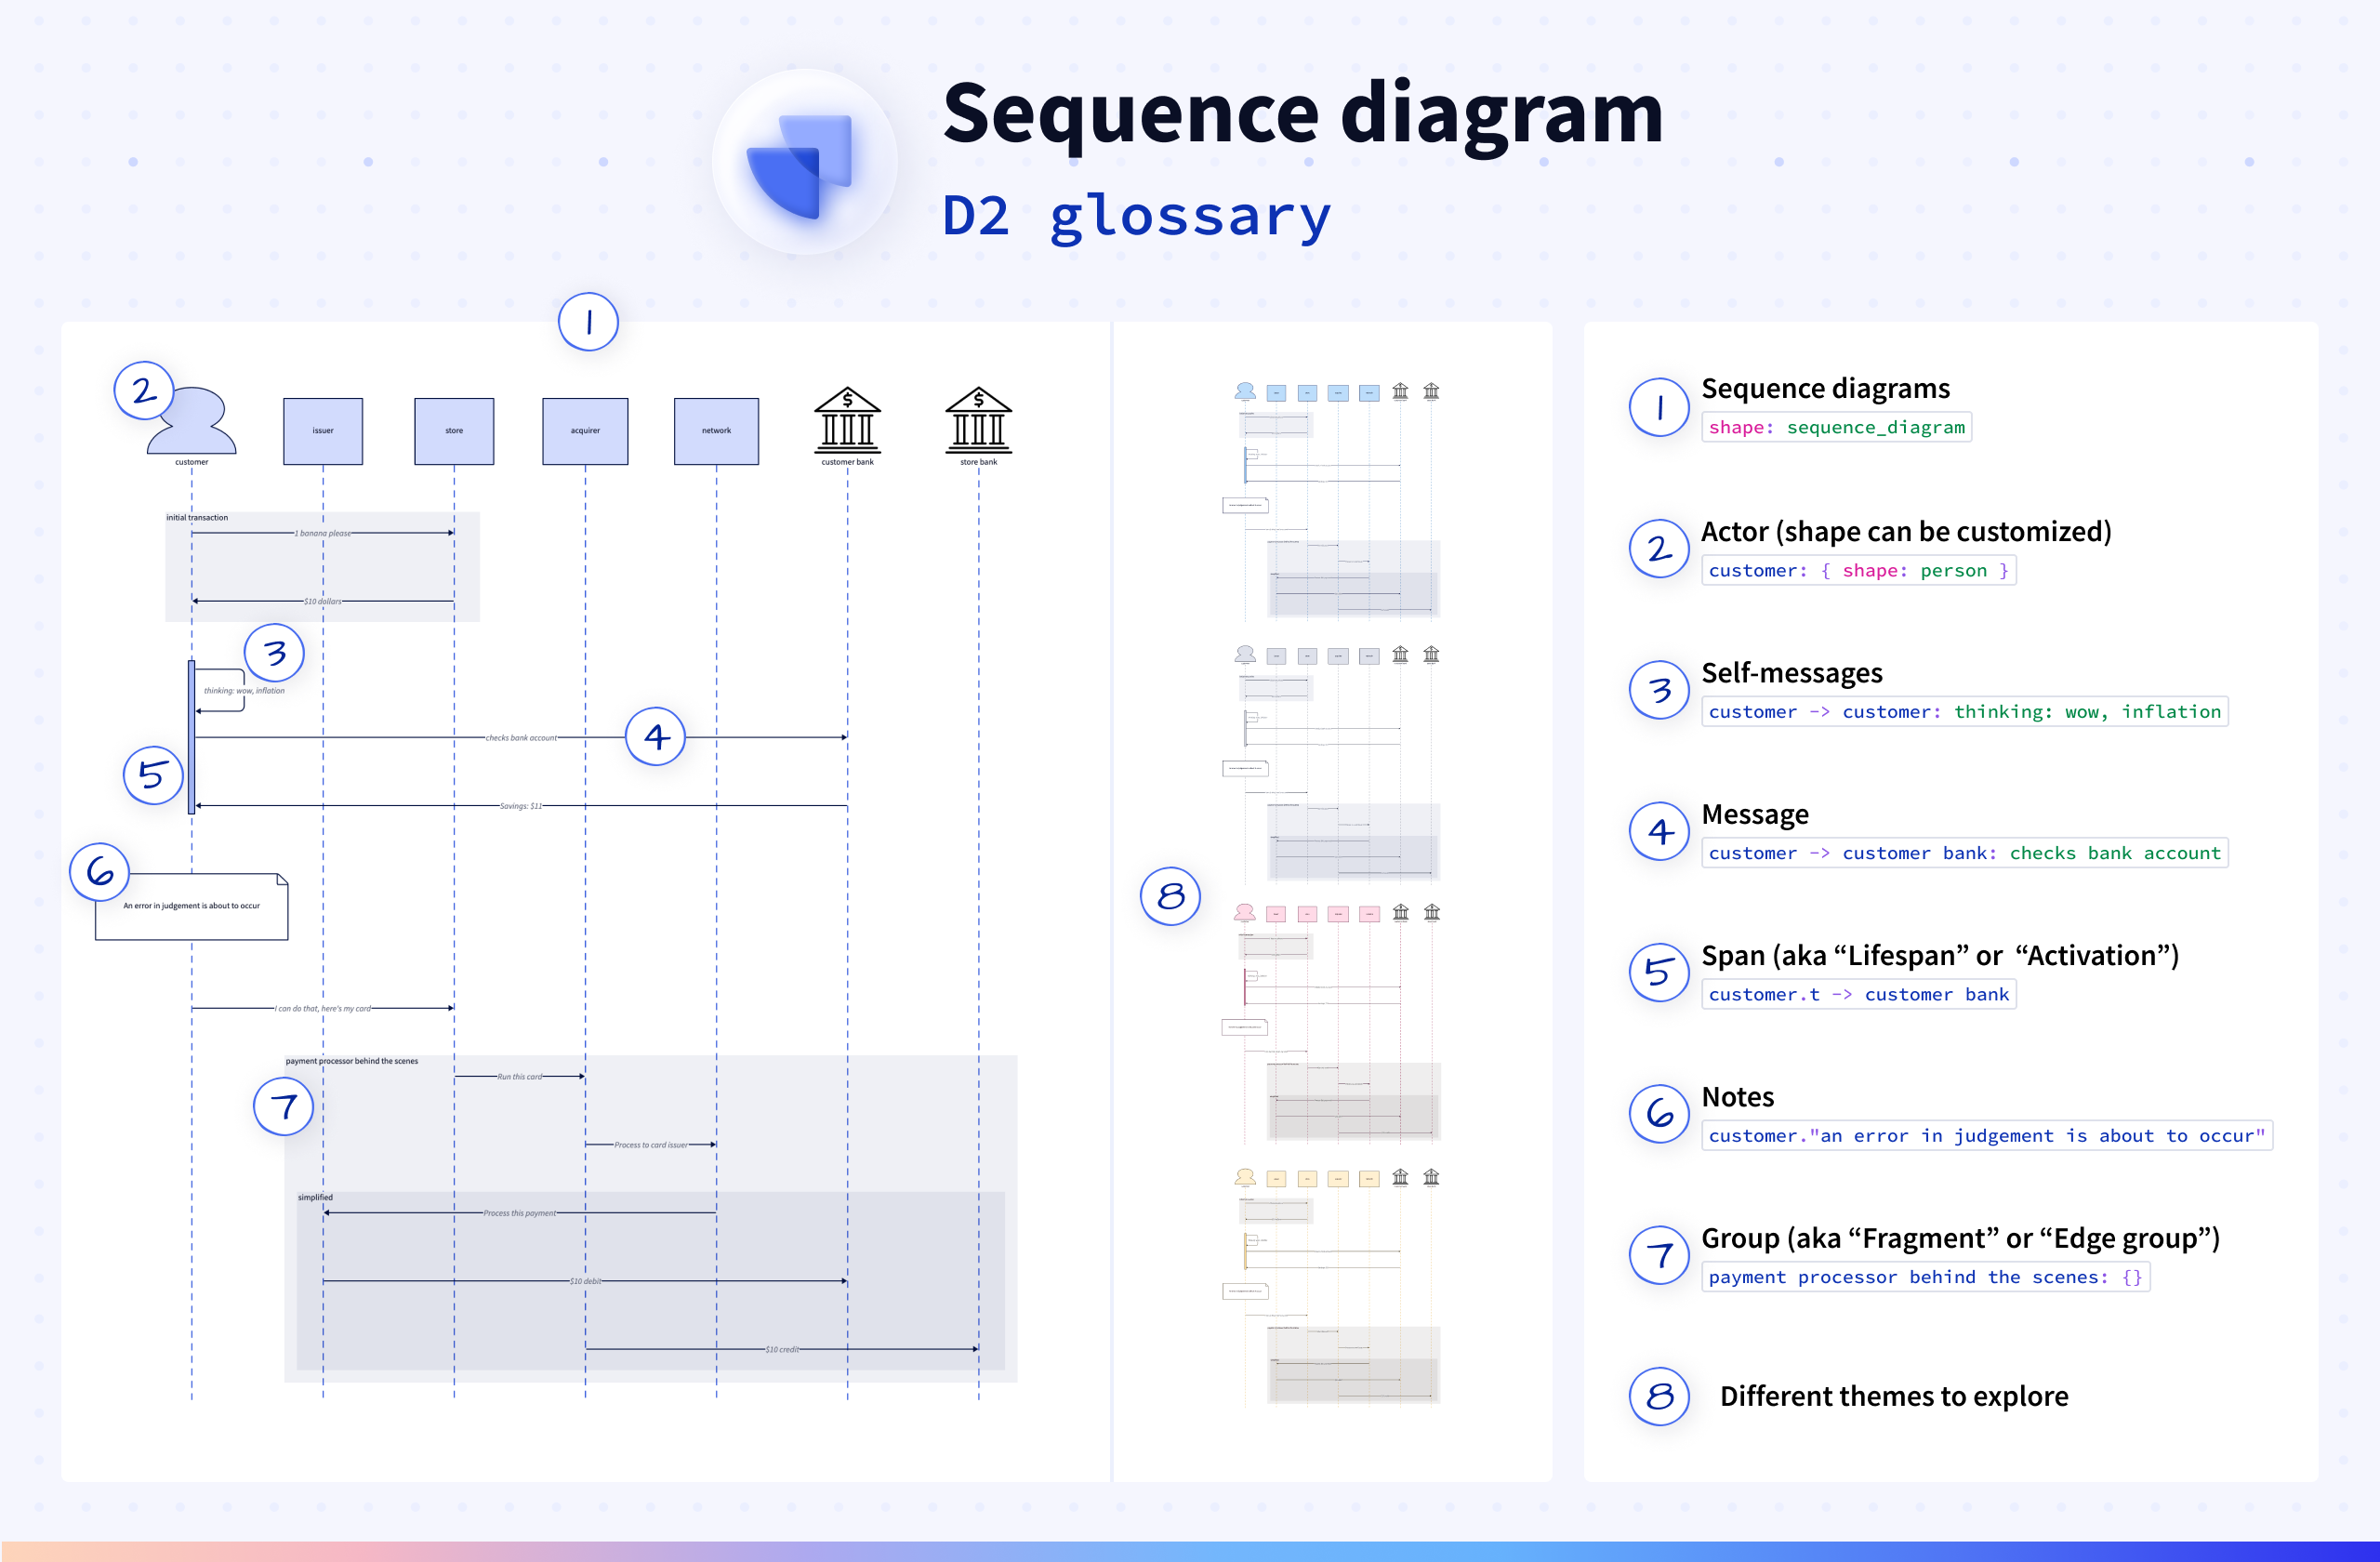 Sequence diagram
D2 glossary
1
2
customer
issuer
store
acquirer
network
$
customer bank
$
store bank
initial transaction
1 banana please
$10 dollars
3
thinking: wow, inflation
4
checks bank account
5
Savings: $11
6
An error in judgement is about to occur
I can do that, here's my card
payment processor behind the scenes
Run this card
7
Process to card issuer
simplified
Process this payment
$10 debit
$10 credit
8
1
Sequence diagrams
shape: sequence_diagram
2
Actor (shape can be customized)
customer: { shape: person }
3
Self-messages
customer -> customer: thinking: wow, inflation
4
Message
customer -> customer bank: checks bank account
5
Span (aka “Lifespan” or “Activation”)
customer.t -> customer bank
6
Notes
customer."an error in judgement is about to occur"
7
Group (aka “Fragment” or “Edge group”)
payment processor behind the scenes: {}
8
Different themes to explore